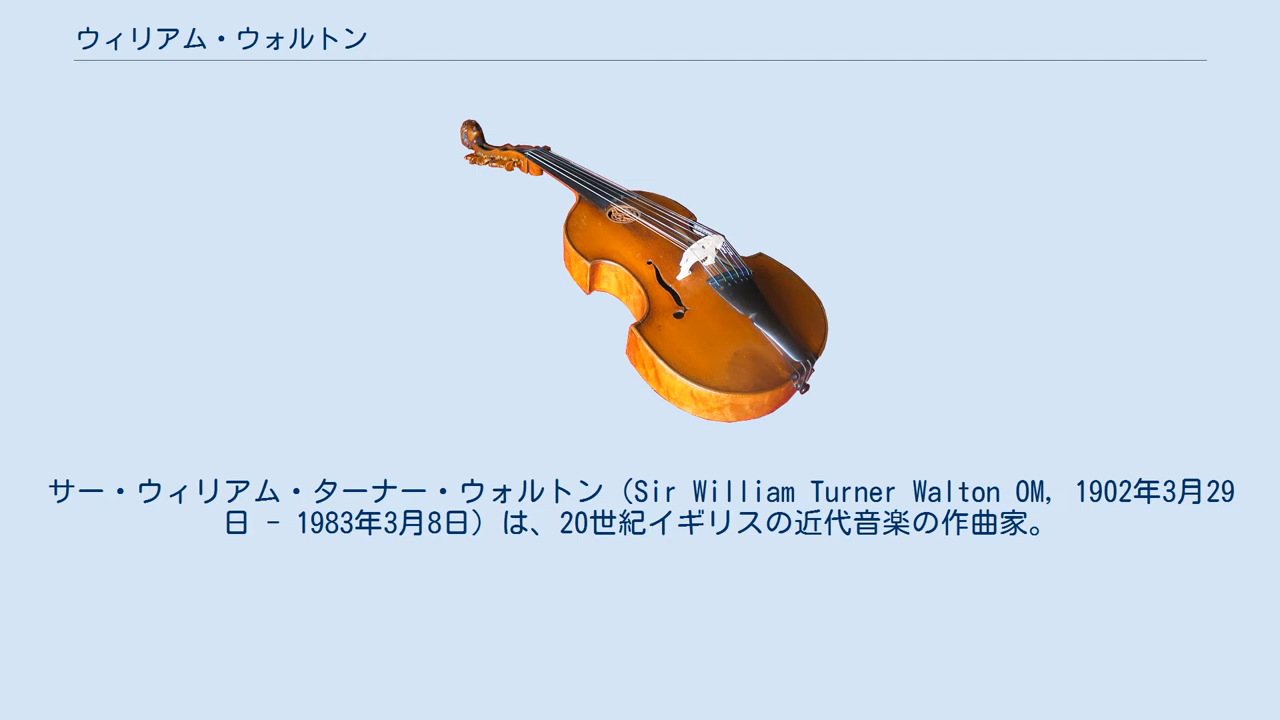 ウィリアム・ウォルトン
サー・ウィリアム・ターナー・ウォルトン（Sir William Turner Walton OM, 1902年3月29
日 - 1983年3月8日）は、20世紀イギリスの近代音楽の作曲家。